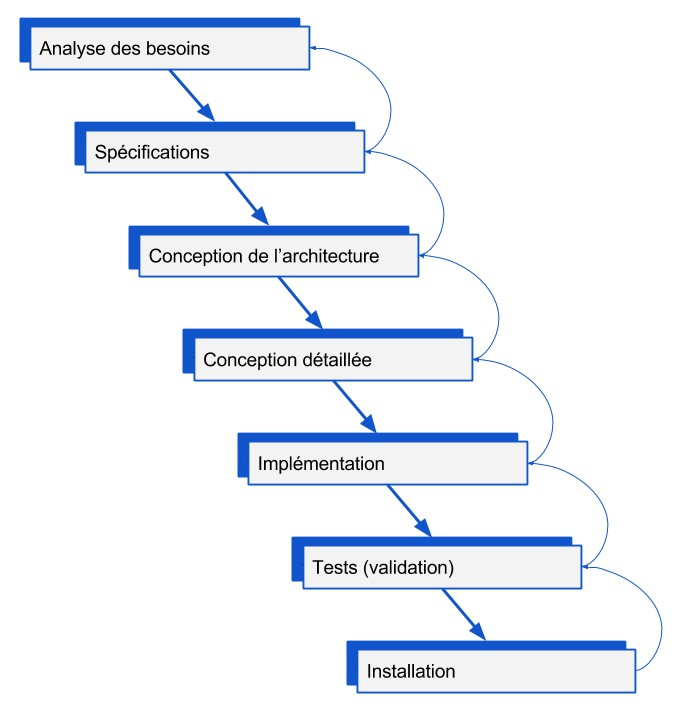 Analyse des besoins
Spécifications
Conception de l’architecture
Conception détaillée
Implémentation
Tests (validation)
Installation